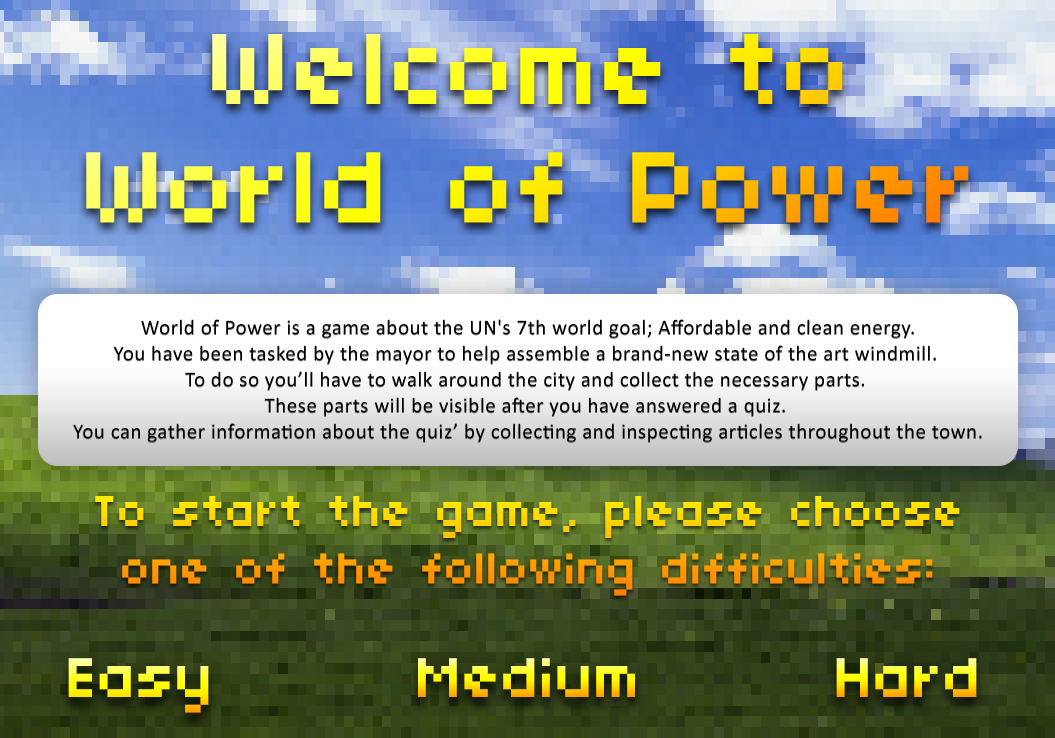 Welcome to
World of Power
World of Power is a game about the UN's 7th world goal; Affordable and clean energy.
You have been tasked by the mayor to help assemble a brand-new state of the art windmill.
To do so you’ll have to walk around the city and collect the necessary parts.
These parts will be visible after you have answered a quiz.
You can gather information about the quiz’ by collecting and inspecting articles throughout the town.
To start the game, please choose
one of the following difficulties:
Easy Medium Hard